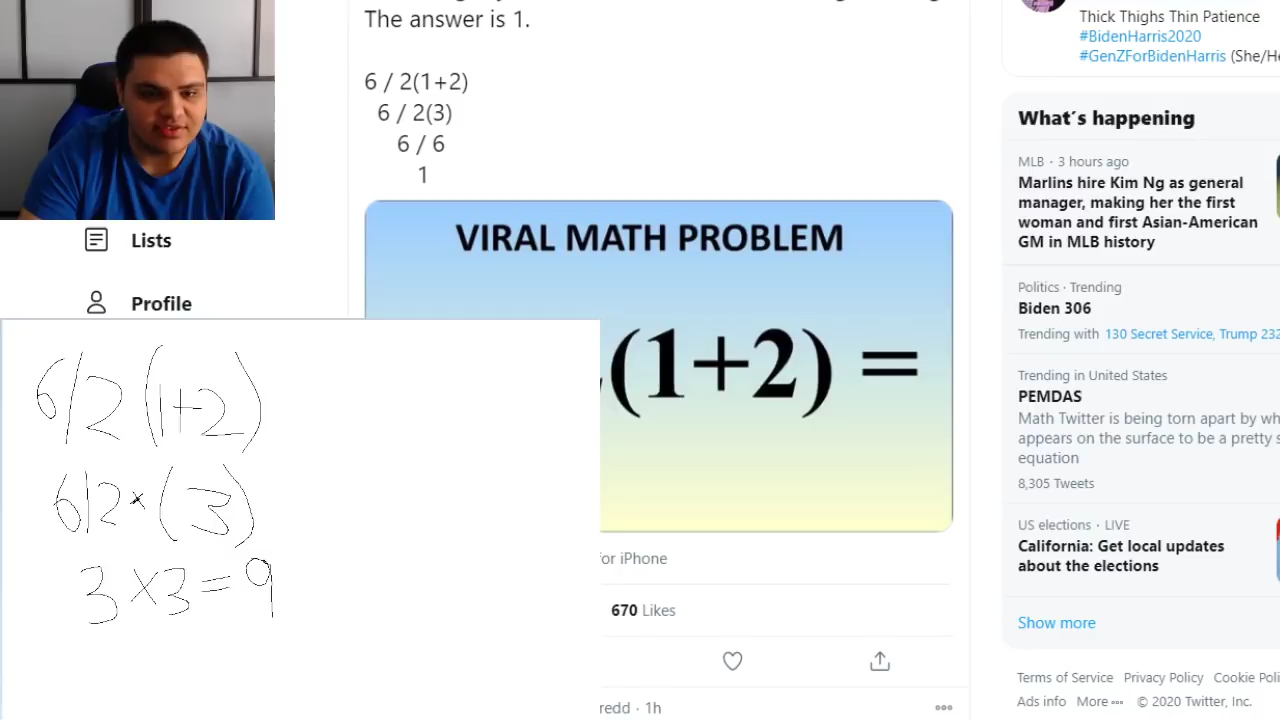 The answer is 1.
6 / 2(1+2)
6 / 2(3)
6 / 6
1
VIRAL MATH PROBLEM
(1+2) =
Lists
Profile
6/2 (1+2)
6/2 × (3)
3 × 3 = 9
for iPhone
670 Likes
redd · 1h
Thick Thighs Thin Patience
#BidenHarris2020
#GenZForBidenHarris (She/He
What's happening
MLB · 3 hours ago
Marlins hire Kim Ng as general
manager, making her the first
woman and first Asian-American
GM in MLB history
Politics · Trending
Biden 306
Trending with 130 Secret Service, Trump 232
Trending in United States
PEMDAS
Math Twitter is being torn apart by wh
appears on the surface to be a pretty s
equation
8,305 Tweets
US elections · LIVE
California: Get local updates
about the elections
Show more
Terms of Service Privacy Policy Cookie Poli
Ads info More © 2020 Twitter, Inc.